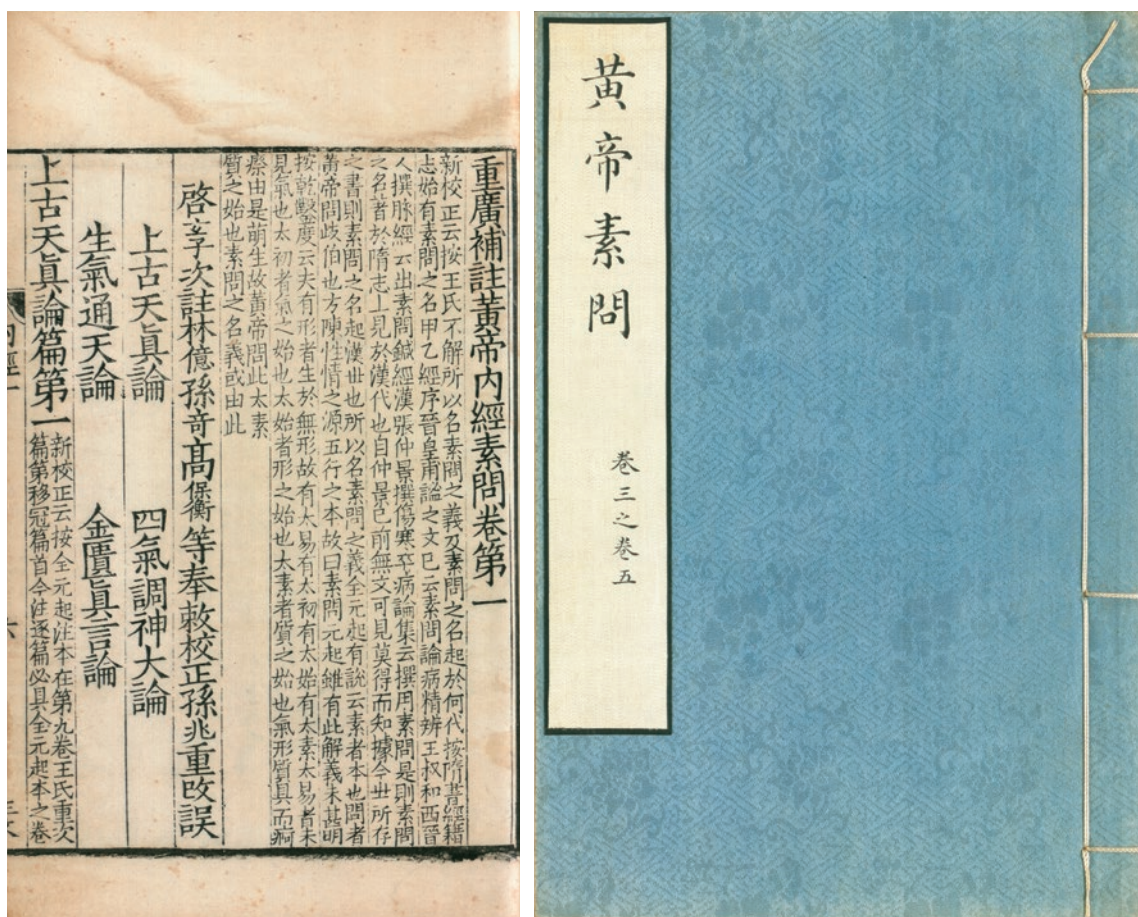 重廣補註黃帝內經素問卷第一
新校正云按王氏不解所以名素問之義及素問之名起於何代按隋書經籍
志始有素問之名甲乙經序晉皇甫謐之文已云素問論病精辨王叔和西晉
人撰脉經云出素問鍼經漢張仲景撰傷寒卒病論集云撰用素問是則素問
之名著於隋志上見於漢代也自仲景已前無文可見莫得而知據今世所存
之書則素問之名起漢世也所以名素問之義全元起有說云素者本也問者
黃帝問歧伯也方陳性情之源五行之本故曰素問元起雖有此解義未甚明
按乾鑿度云夫有形者生於無形故有太易有太初有太始有太素太易者未
見氣也太初者氣之始也太始者形之始也太素者質之始也氣形質具而痾
瘵由是萌生故黃帝問此太素
質之始也素問之名義或由此
啓玄子次註林億孫奇高保衡等奉敕校正孫兆重改誤
上古天眞論 四氣調神大論
生氣通天論 金匱眞言論
上古天眞論篇第一
新校正云按全元起注本在第九卷王氏重次
篇第移冠篇首今注逐篇必具全元起本之卷
內經一 六
黃帝素問
卷三之卷五